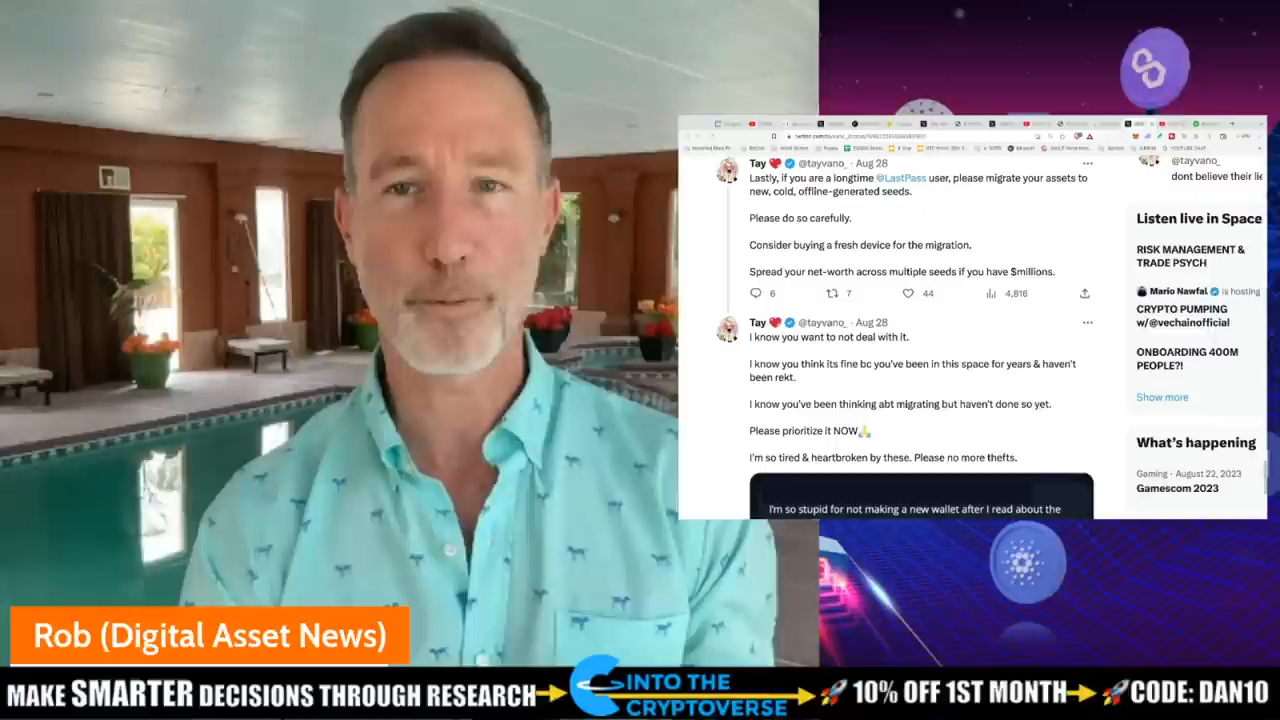 Tay @tayvano_ · Aug 28
Lastly, if you are a longtime @LastPass user, please migrate your assets to
new, cold, offline-generated seeds.
Please do so carefully.
Consider buying a fresh device for the migration.
Spread your net-worth across multiple seeds if you have $millions.
6 7 44 4,816
Tay @tayvano_ · Aug 28
I know you want to not deal with it.
I know you think its fine bc you've been in this space for years & haven't
been rekt.
I know you've been thinking abt migrating but haven't done so yet.
Please prioritize it NOW
I'm so tired & heartbroken by these. Please no more thefts.
I'm so stupid for not making a new wallet after I read about the
@tayvano_
dont believe their lie
Listen live in Space
RISK MANAGEMENT &
TRADE PSYCH
Mario Nawfal is hosting
CRYPTO PUMPING
w/@vechainofficial
ONBOARDING 400M
PEOPLE?!
Show more
What's happening
Gaming · August 22, 2023
Gamescom 2023
Rob (Digital Asset News)
MAKE SMARTER DECISIONS THROUGH RESEARCH
INTO THE
CRYPTOVERSE
10% OFF 1ST MONTH
CODE: DAN10